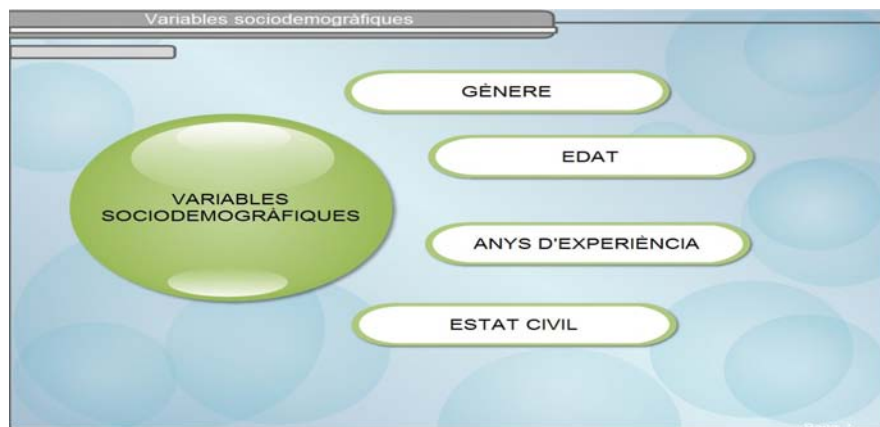 Variables sociodemogràfiques
GÈNERE
EDAT
VARIABLES
SOCIODEMOGRÀFIQUES
ANYS D'EXPERIÈNCIA
ESTAT CIVIL